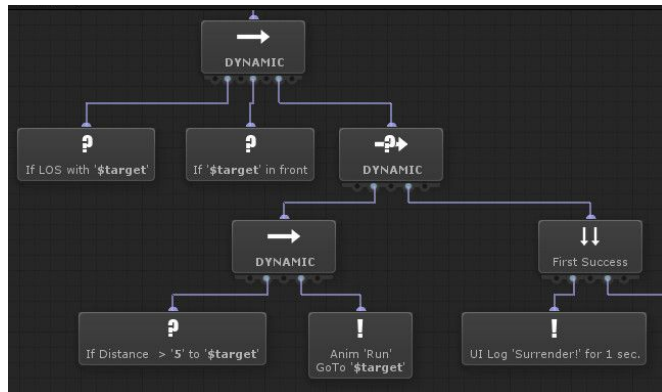 DYNAMIC
If LOS with '$target'
If '$target' in front
DYNAMIC
DYNAMIC
First Success
If Distance > '5' to '$target'
Anim 'Run'
GoTo '$target'
UI Log 'Surrender!' for 1 sec.